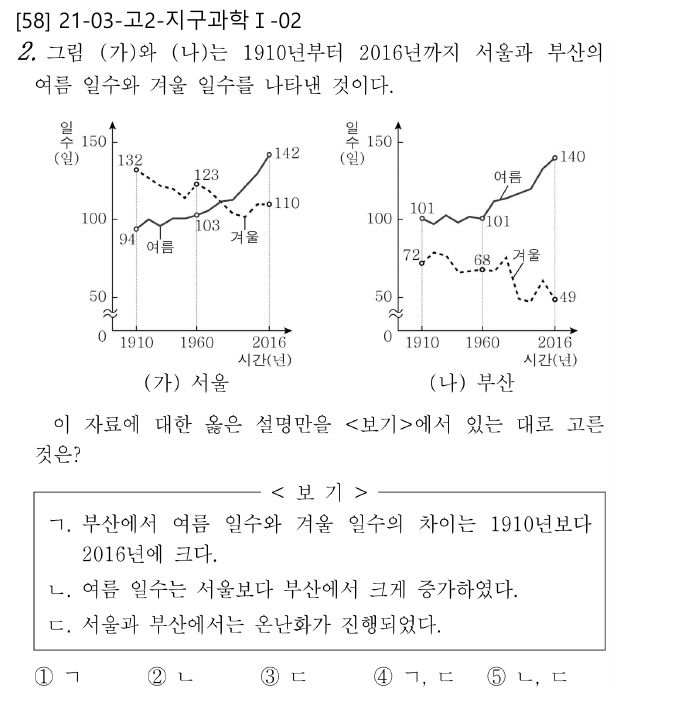 [58] 21-03-고2-지구과학Ⅰ-02
2. 그림 (가)와 (나)는 1910년부터 2016년까지 서울과 부산의
여름 일수와 겨울 일수를 나타낸 것이다.
일수(일)
150
100
50
0
132
123
142
110
94
103
여름
겨울
1910
1960
2016
시간(년)
(가) 서울
일수(일)
150
100
50
0
140
여름
101
101
72
68
겨울
49
1910
1960
2016
시간(년)
(나) 부산
이 자료에 대한 옳은 설명만을 <보기>에서 있는 대로 고른
것은?
< 보 기 >
ㄱ. 부산에서 여름 일수와 겨울 일수의 차이는 1910년보다
2016년에 크다.
ㄴ. 여름 일수는 서울보다 부산에서 크게 증가하였다.
ㄷ. 서울과 부산에서는 온난화가 진행되었다.
① ㄱ ② ㄴ ③ ㄷ ④ ㄱ, ㄷ ⑤ ㄴ, ㄷ